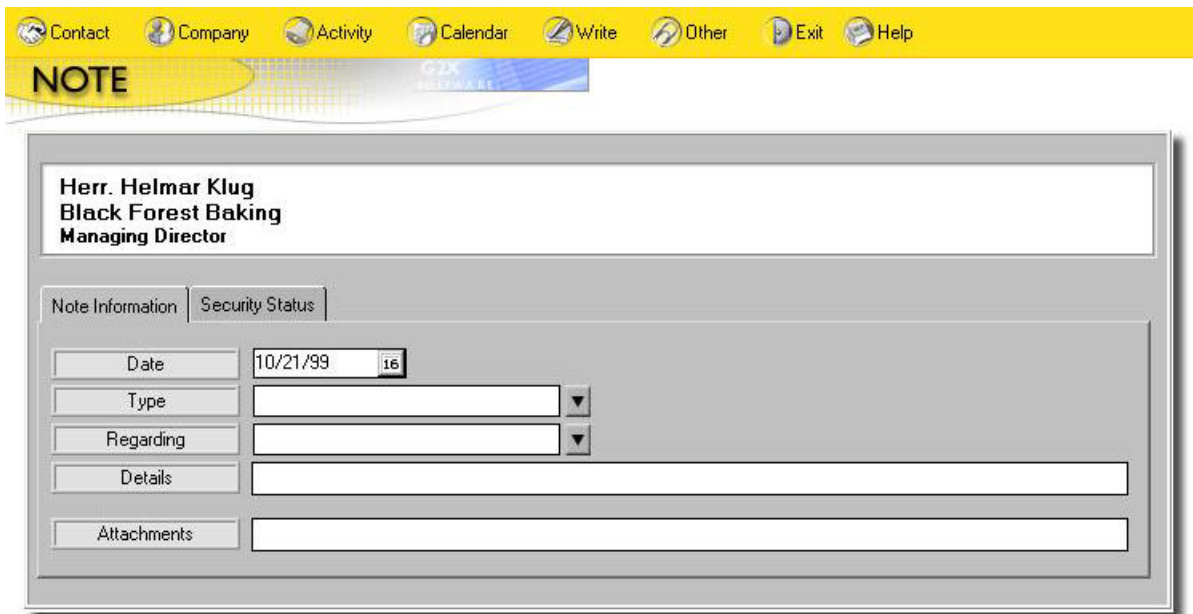 Contact Company Activity Calendar Write Other Exit Help
NOTE
G2X
SOFTWARE
Herr. Helmar Klug
Black Forest Baking
Managing Director
Note Information Security Status
Date 10/21/99 16
Type
Regarding
Details
Attachments